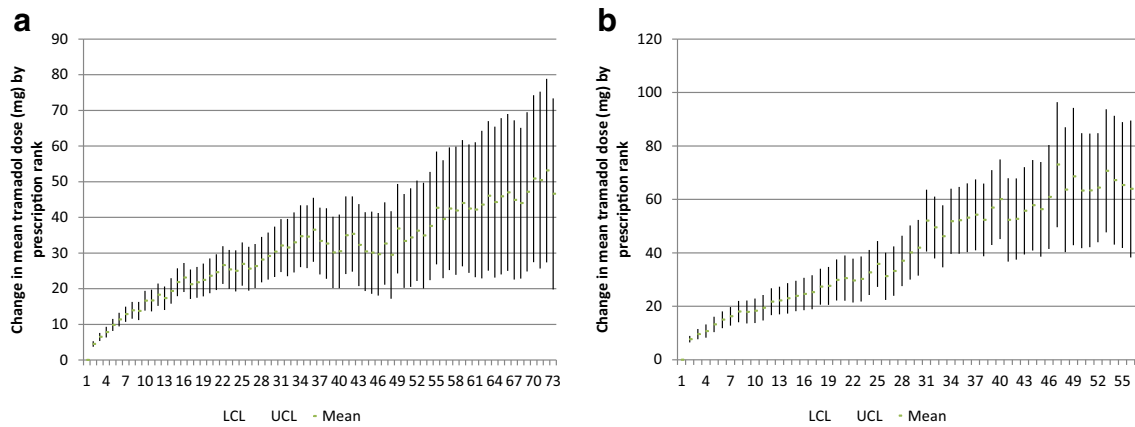 a
Change in mean tramadol dose (mg) by
prescription rank
90
80
70
60
50
40
30
20
10
0
1 4 7 10 13 16 19 22 25 28 31 34 37 40 43 46 49 52 55 58 61 64 67 70 73
LCL UCL Mean
b
Change in mean tramadol dose (mg) by
prescription rank
120
100
80
60
40
20
0
1 4 7 10 13 16 19 22 25 28 31 34 37 40 43 46 49 52 55
LCL UCL Mean